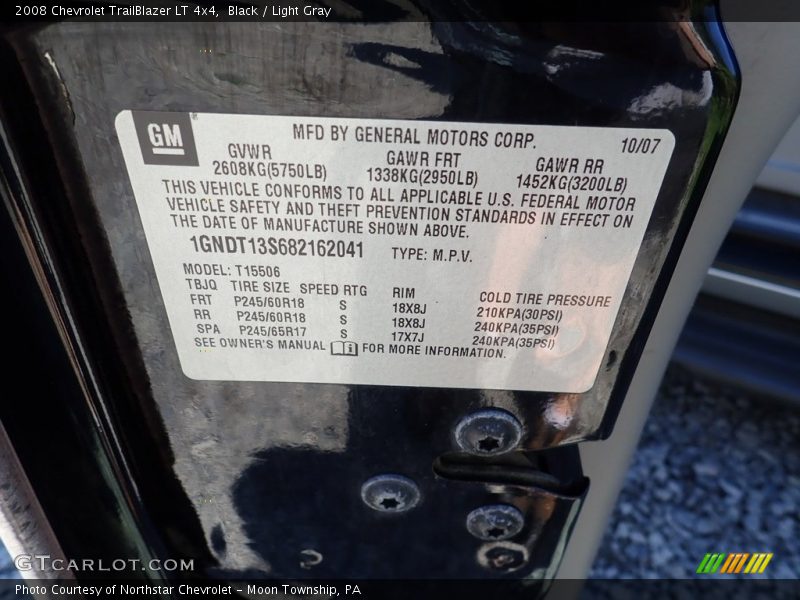 2008 Chevrolet TrailBlazer LT 4x4, Black / Light Gray
GM
MFD BY GENERAL MOTORS CORP. 10/07
GVWR GAWR FRT GAWR RR
2608KG(5750LB) 1338KG(2950LB) 1452KG(3200LB)
THIS VEHICLE CONFORMS TO ALL APPLICABLE U.S. FEDERAL MOTOR
VEHICLE SAFETY AND THEFT PREVENTION STANDARDS IN EFFECT ON
THE DATE OF MANUFACTURE SHOWN ABOVE.
1GNDT13S682162041 TYPE: M.P.V.
MODEL: T15506
TBJQ TIRE SIZE SPEED RTG RIM COLD TIRE PRESSURE
FRT P245/60R18 S 18X8J 210KPA(30PSI)
RR P245/60R18 S 18X8J 240KPA(35PSI)
SPA P245/65R17 S 17X7J 240KPA(35PSI)
SEE OWNER'S MANUAL FOR MORE INFORMATION.
GTCARLOT.COM
Photo Courtesy of Northstar Chevrolet - Moon Township, PA